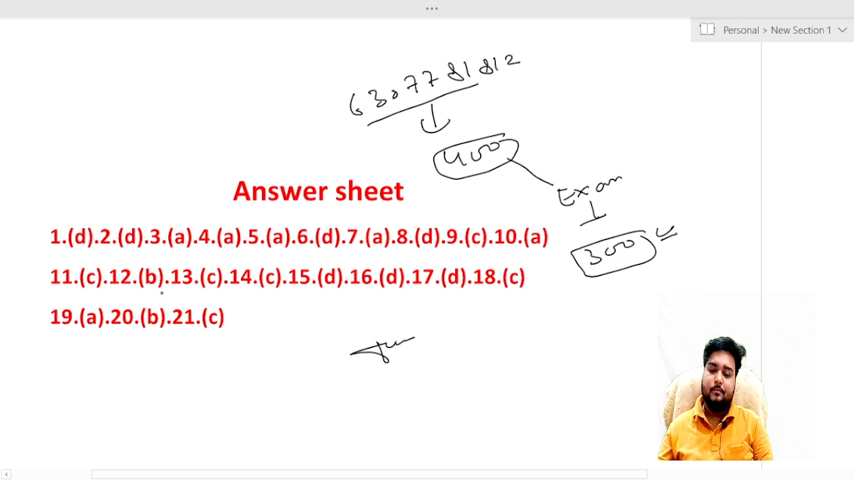 Personal > New Section 1
6307781812
400
Exam
300
Answer sheet
1.(d).2.(d).3.(a).4.(a).5.(a).6.(d).7.(a).8.(d).9.(c).10.(a)
11.(c).12.(b).13.(c).14.(c).15.(d).16.(d).17.(d).18.(c)
19.(a).20.(b).21.(c)